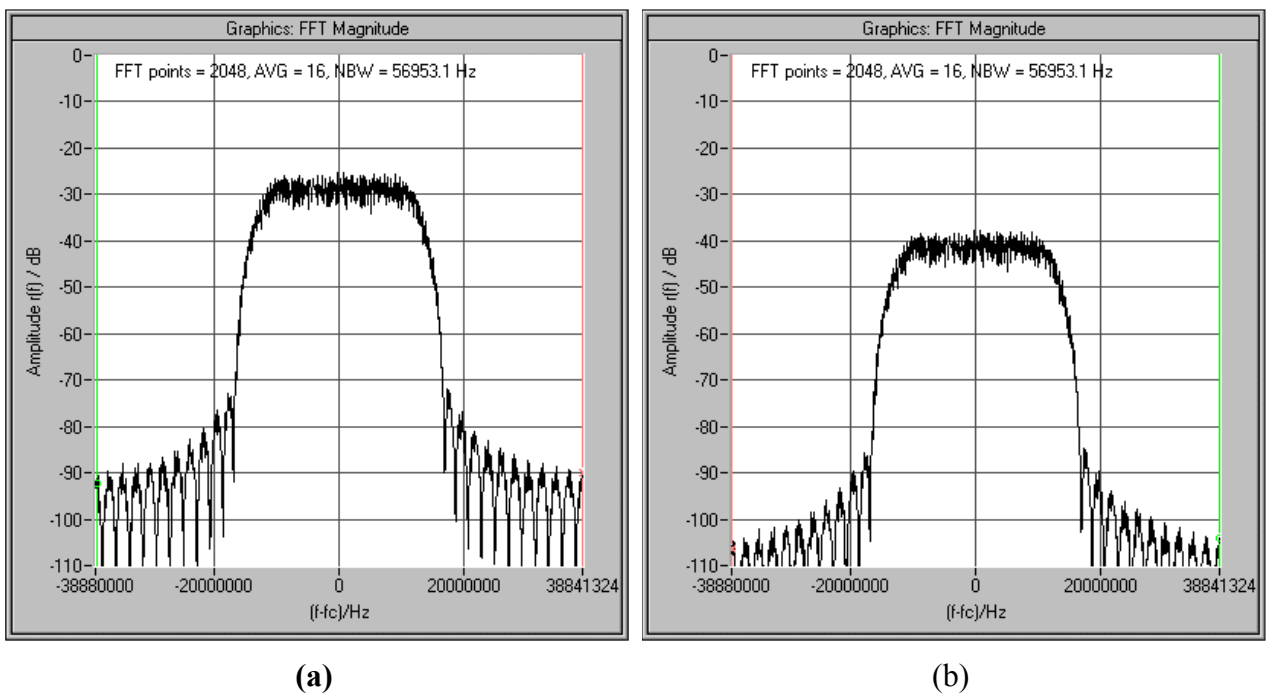 Graphics: FFT Magnitude
FFT points = 2048, AVG = 16, NBW = 56953.1 Hz
0
-10
-20
-30
-40
-50
-60
-70
-80
-90
-100
-110
Amplitude r(f) / dB
-38880000 -20000000 0 20000000 38841324
(f-fc)/Hz
(a)
Graphics: FFT Magnitude
FFT points = 2048, AVG = 16, NBW = 56953.1 Hz
0
-10
-20
-30
-40
-50
-60
-70
-80
-90
-100
-110
Amplitude r(f) / dB
-38880000 -20000000 0 20000000 38841324
(f-fc)/Hz
(b)